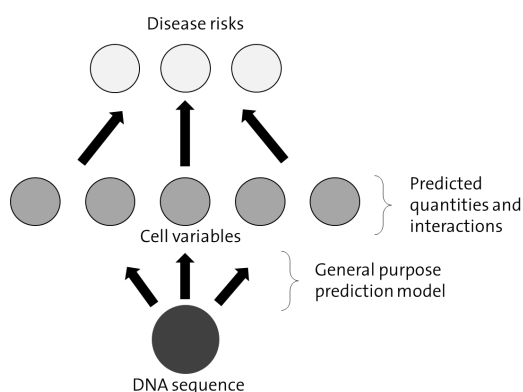 Disease risks
Predicted
quantities and
interactions
Cell variables
General purpose
prediction model
DNA sequence